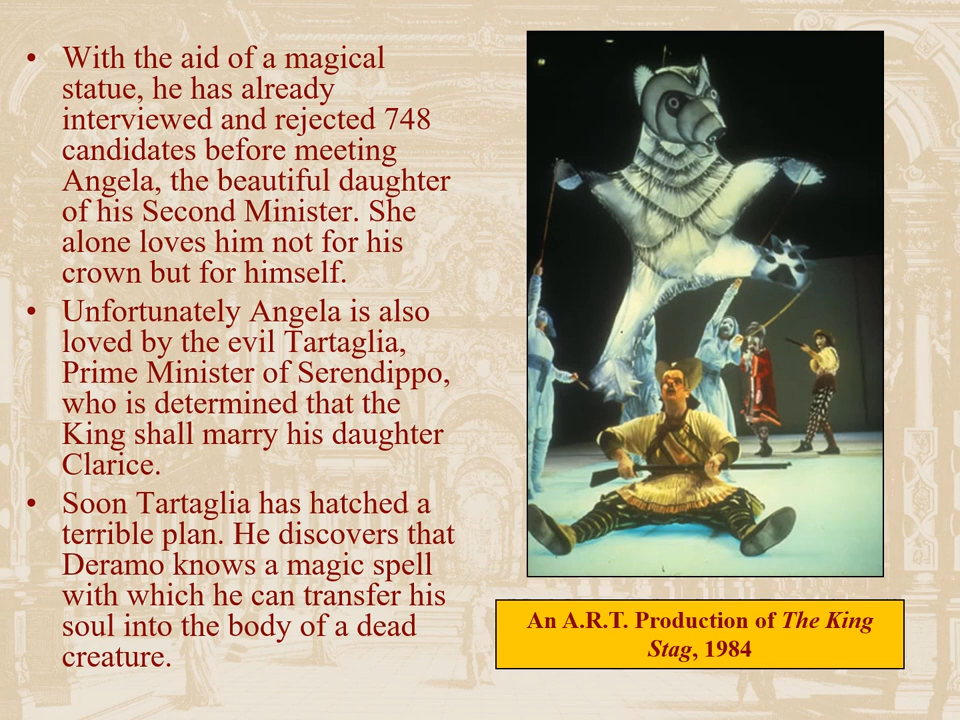 • With the aid of a magical
statue, he has already
interviewed and rejected 748
candidates before meeting
Angela, the beautiful daughter
of his Second Minister. She
alone loves him not for his
crown but for himself.
• Unfortunately Angela is also
loved by the evil Tartaglia,
Prime Minister of Serendippo,
who is determined that the
King shall marry his daughter
Clarice.
• Soon Tartaglia has hatched a
terrible plan. He discovers that
Deramo knows a magic spell
with which he can transfer his
soul into the body of a dead
creature.
An A.R.T. Production of The King
Stag, 1984